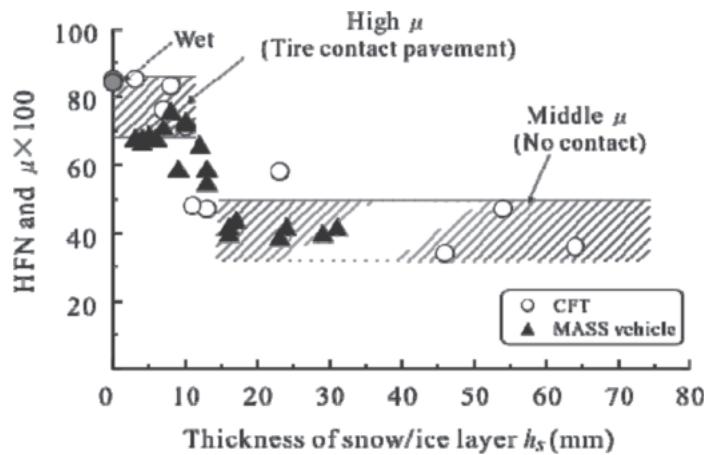 High μ
(Tire contact pavement)
Wet
Middle μ
(No contact)
HFN and μ×100
100
80
60
40
20
CFT
MASS vehicle
0 10 20 30 40 50 60 70 80
Thickness of snow/ice layer hs (mm)